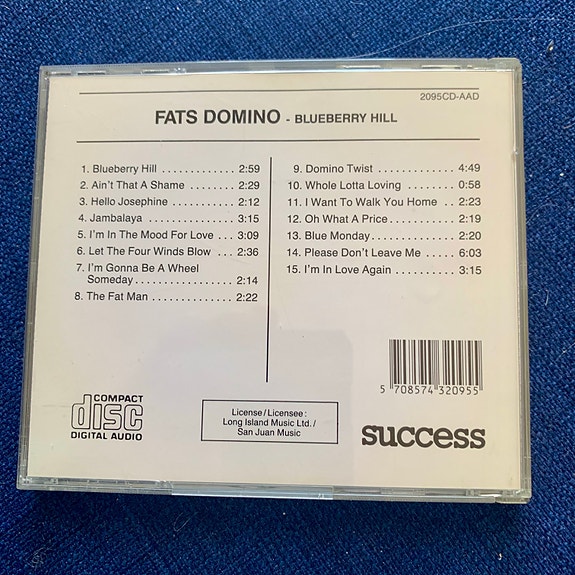 2095CD-AAD
FATS DOMINO - BLUEBERRY HILL
1. Blueberry Hill ............. 2:59
2. Ain't That A Shame ........ 2:29
3. Hello Josephine ........... 2:12
4. Jambalaya ................ 3:15
5. I'm In The Mood For Love ... 3:09
6. Let The Four Winds Blow ... 2:36
7. I'm Gonna Be A Wheel
Someday ................... 2:14
8. The Fat Man ............... 2:22
9. Domino Twist ............. 4:49
10. Whole Lotta Loving ........ 0:58
11. I Want To Walk You Home .. 2:23
12. Oh What A Price ........... 2:19
13. Blue Monday .............. 2:20
14. Please Don't Leave Me ..... 6:03
15. I'm In Love Again .......... 3:15
5 708574 320955
COMPACT
disc
DIGITAL AUDIO
License/Licensee:
Long Island Music Ltd./
San Juan Music
success